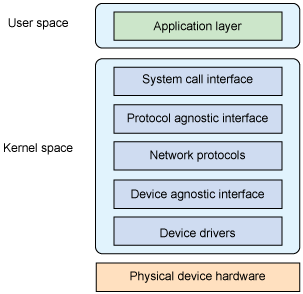 User space
Application layer
System call interface
Protocol agnostic interface
Kernel space
Network protocols
Device agnostic interface
Device drivers
Physical device hardware